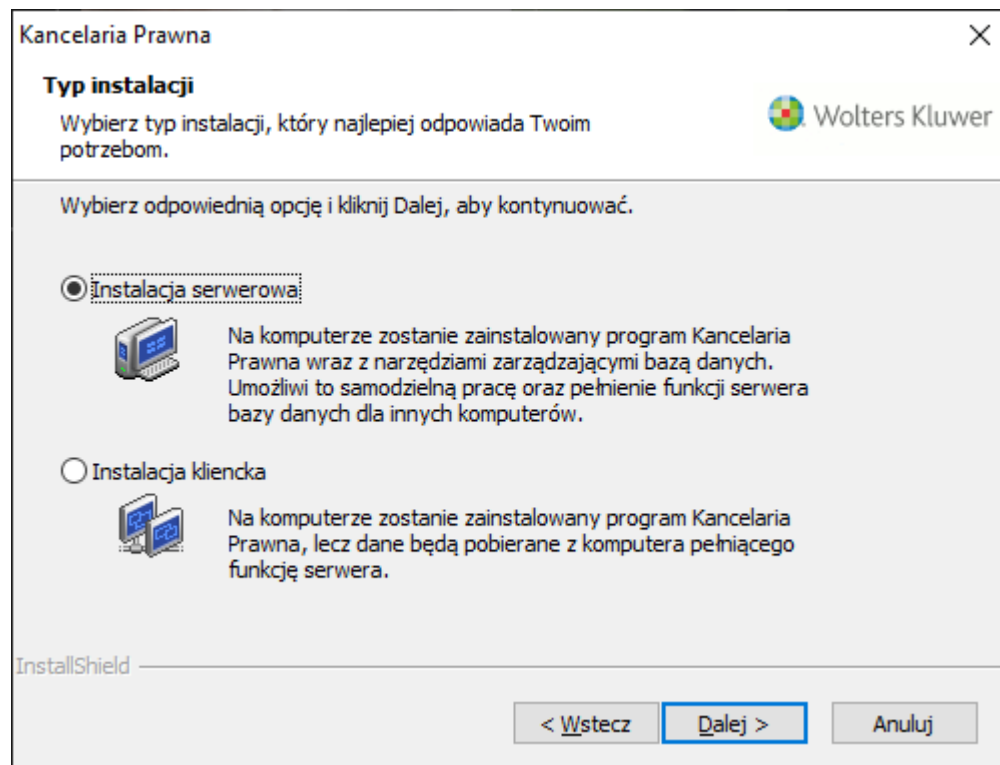 Kancelaria Prawna
Typ instalacji
Wybierz typ instalacji, który najlepiej odpowiada Twoim
potrzebom.
Wolters Kluwer
Wybierz odpowiednią opcję i kliknij Dalej, aby kontynuować.
Instalacja serwerowa
Na komputerze zostanie zainstalowany program Kancelaria
Prawna wraz z narzędziami zarządzającymi bazą danych.
Umożliwi to samodzielną pracę oraz pełnienie funkcji serwera
bazy danych dla innych komputerów.
Instalacja kliencka
Na komputerze zostanie zainstalowany program Kancelaria
Prawna, lecz dane będą pobierane z komputera pełniącego
funkcję serwera.
InstallShield
< Wstecz
Dalej >
Anuluj